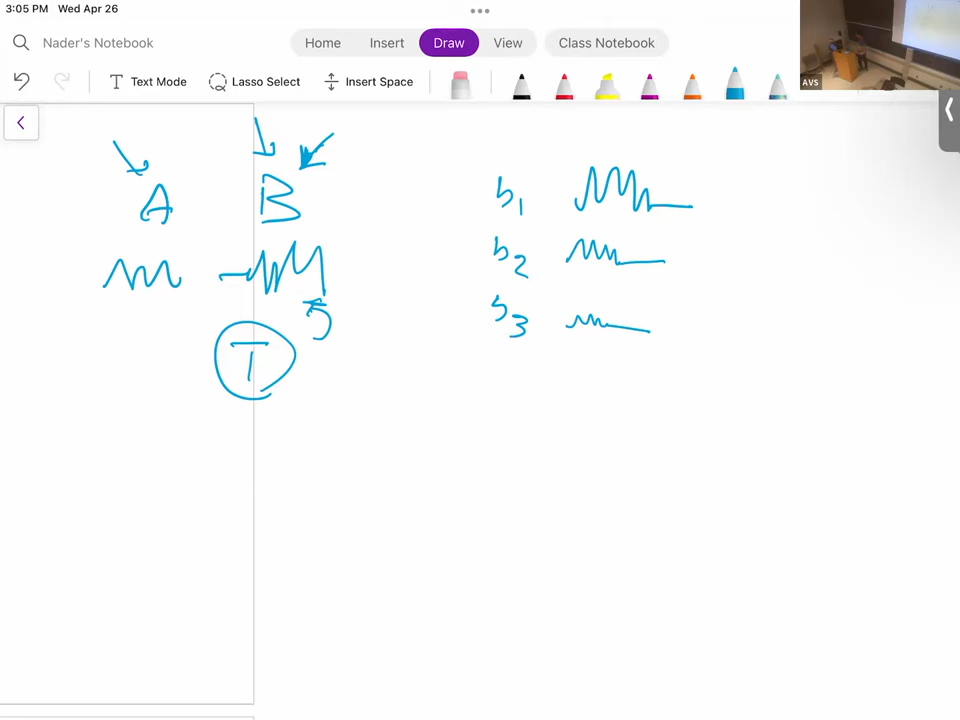 3:05 PM Wed Apr 26
Nader's Notebook
Home Insert Draw View Class Notebook
Text Mode Lasso Select Insert Space
AVS
A B
T
b1
b2
b3